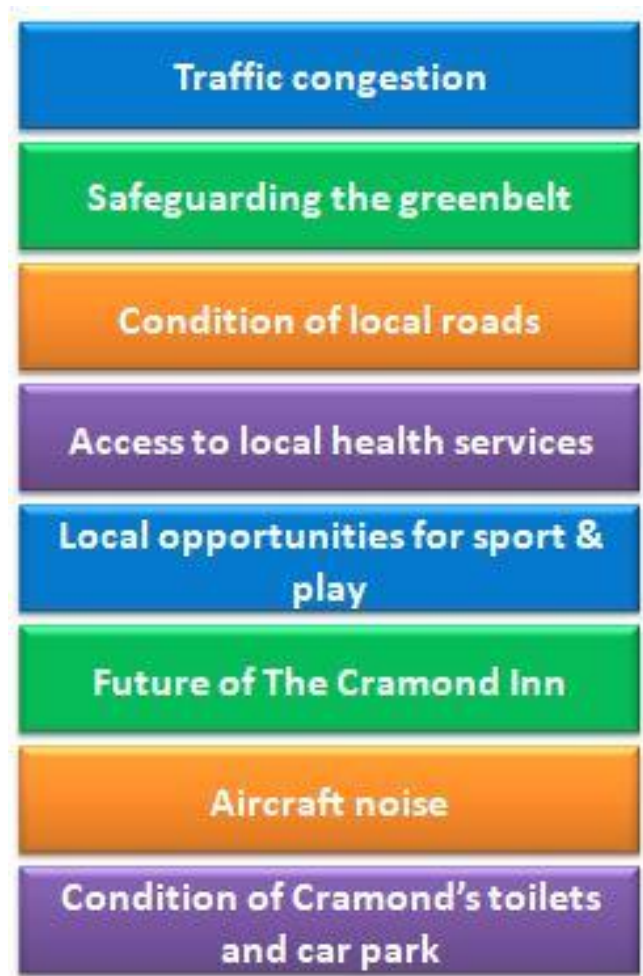 Traffic congestion
Safeguarding the greenbelt
Condition of local roads
Access to local health services
Local opportunities for sport &
play
Future of The Cramond Inn
Aircraft noise
Condition of Cramond’s toilets
and car park